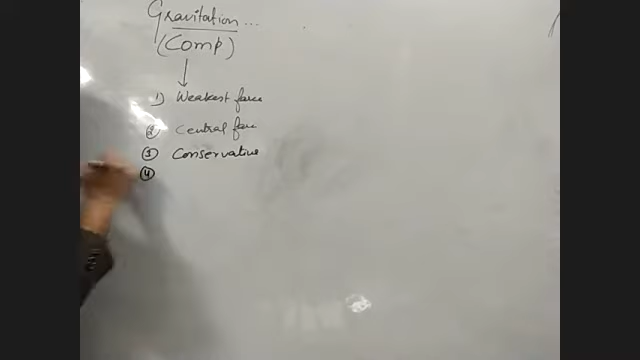 Gravitation...
(Comp)
1) Weakest force
2 Central force
3 Conservative
4